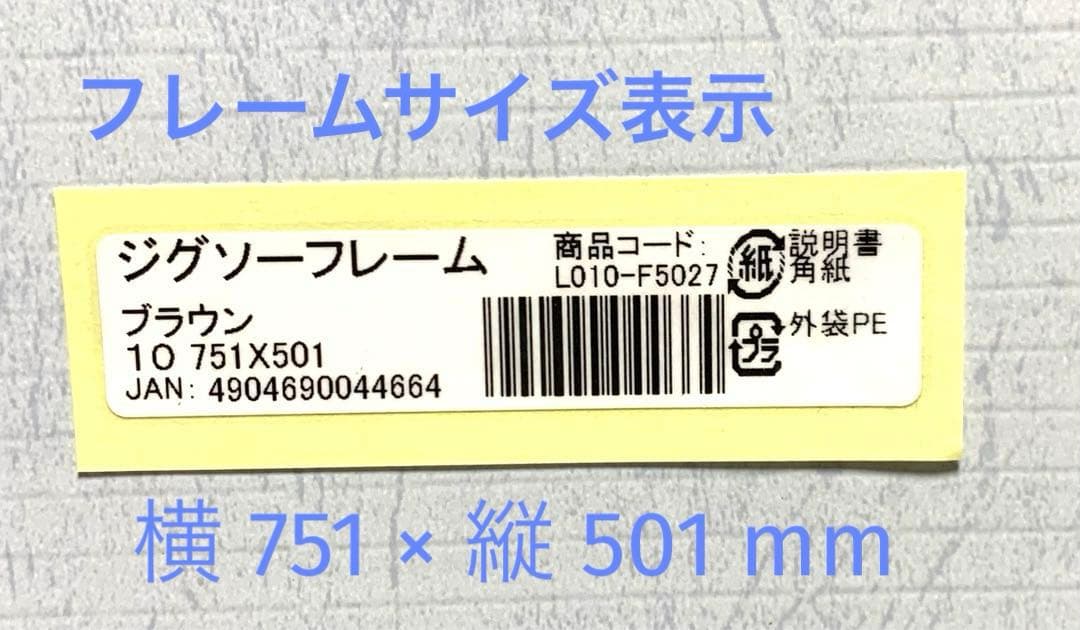 フレームサイズ表示
ジグソーフレーム
ブラウン
10 751X501
JAN: 4904690044664
商品コード:
L010-F5027
紙
説明書
角紙
プラ
外袋PE
横 751 × 縦 501 mm